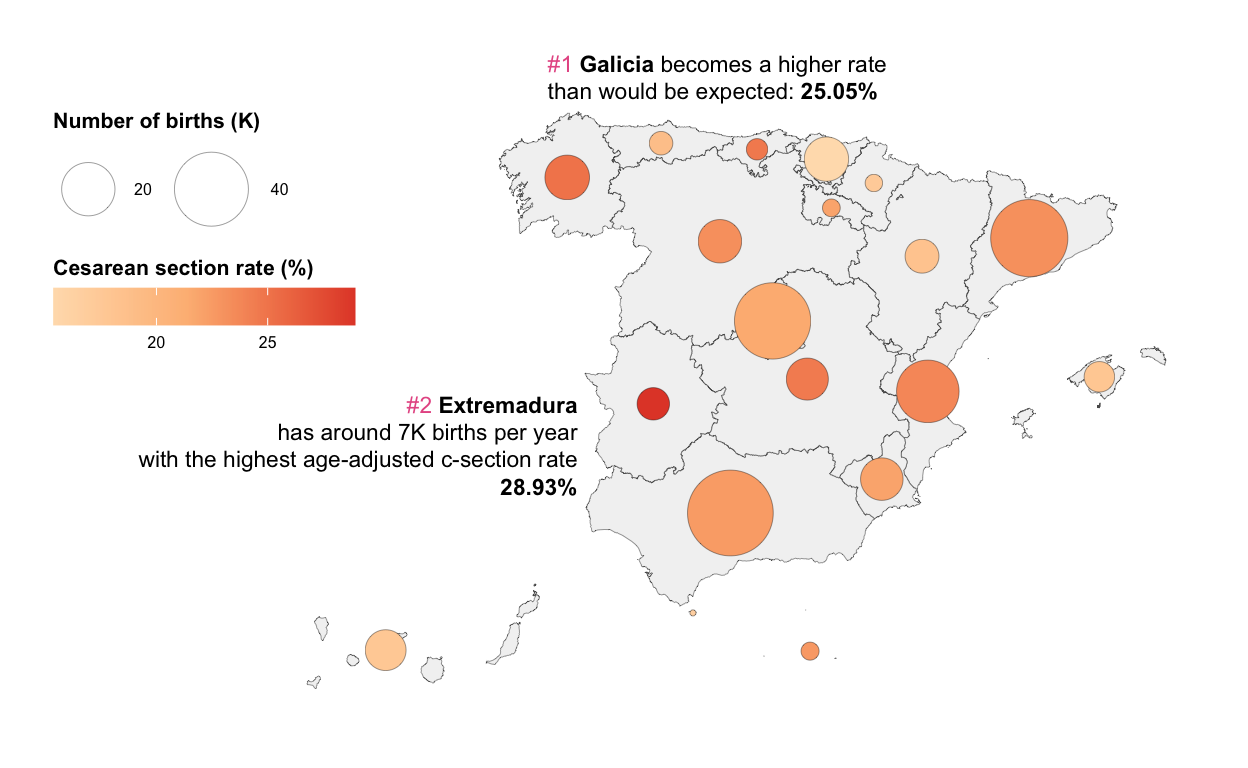 #1 Galicia becomes a higher rate
than would be expected: 25.05%
Number of births (K)
20
40
Cesarean section rate (%)
20
25
#2 Extremadura
has around 7K births per year
with the highest age-adjusted c-section rate
28.93%